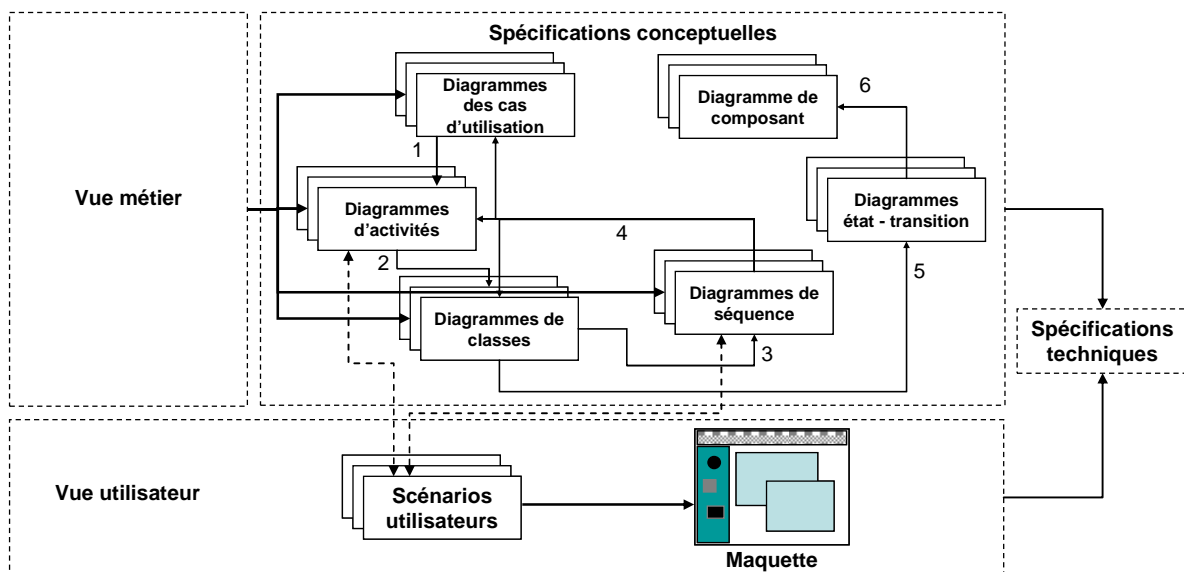 Spécifications conceptuelles
Diagrammes
des cas
d'utilisation
Diagramme de
composant
6
1
Vue métier
Diagrammes
d'activités
Diagrammes
état - transition
4
2
5
Diagrammes de
séquence
Diagrammes de
classes
3
Spécifications
techniques
Vue utilisateur
Scénarios
utilisateurs
Maquette